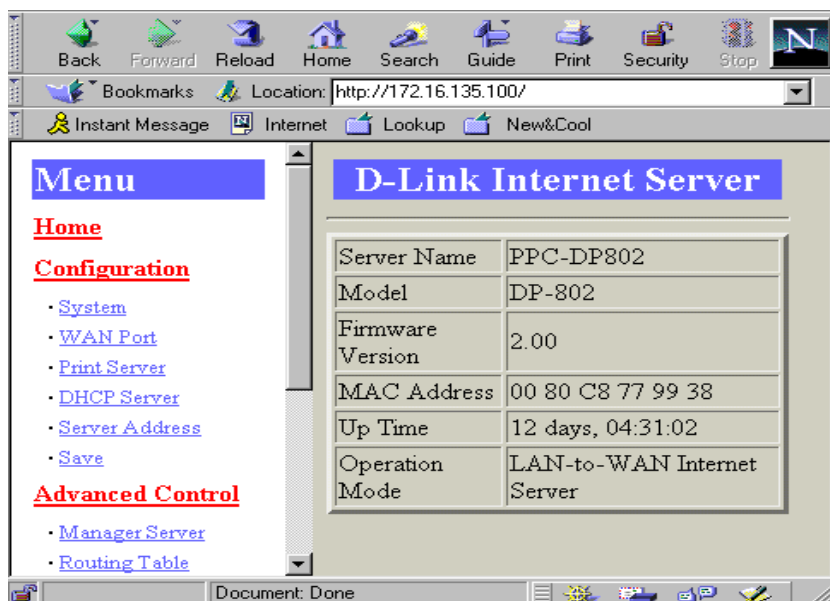 Back Forward Reload Home Search Guide Print Security Stop N
Bookmarks Location: http://172.16.135.100/
Instant Message Internet Lookup New&Cool
Menu
Home
Configuration
· System
· WAN Port
· Print Server
· DHCP Server
· Server Address
· Save
Advanced Control
· Manager Server
· Routing Table
D-Link Internet Server
Server Name PPC-DP802
Model DP-802
Firmware
Version 2.00
MAC Address 00 80 C8 77 99 38
Up Time 12 days, 04:31:02
Operation LAN-to-WAN Internet
Mode Server
Document: Done